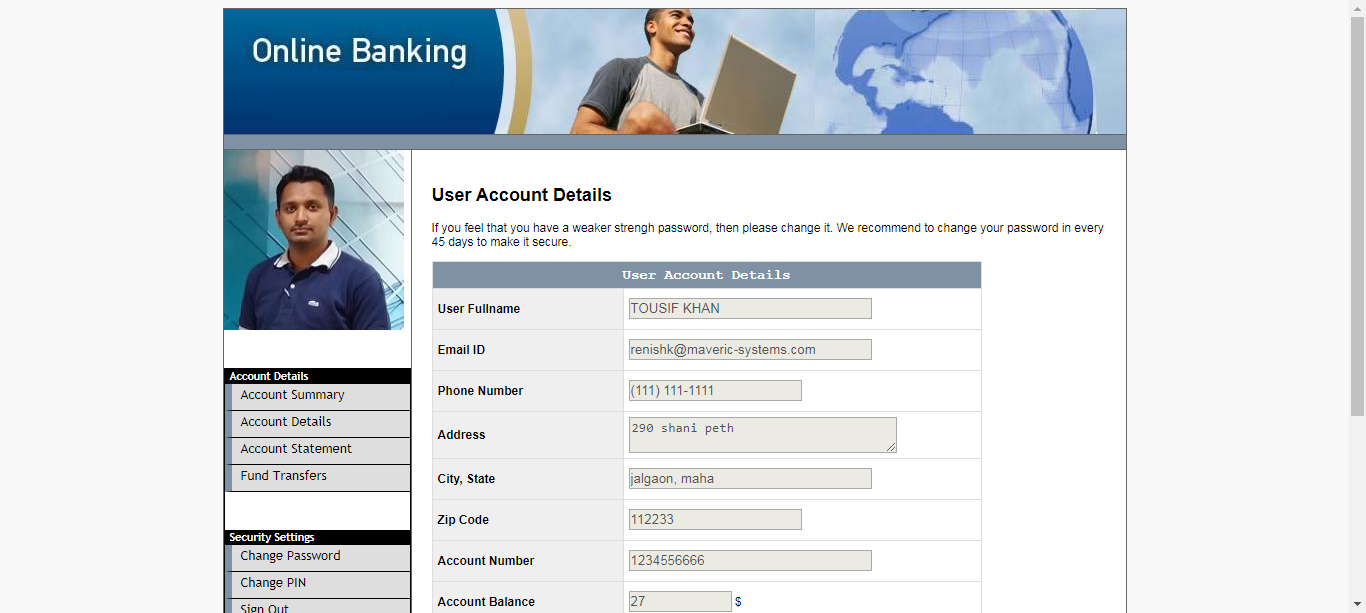 Online Banking
User Account Details
If you feel that you have a weaker strengh password, then please change it. We recommend to change your password in every
45 days to make it secure.
User Account Details
User Fullname TOUSIF KHAN
Email ID renishk@maveric-systems.com
Phone Number (111) 111-1111
Address 290 shani peth
City, State jalgaon, maha
Zip Code 112233
Account Number 1234556666
Account Balance 27 $
Account Details
Account Summary
Account Details
Account Statement
Fund Transfers
Security Settings
Change Password
Change PIN
Sign Out